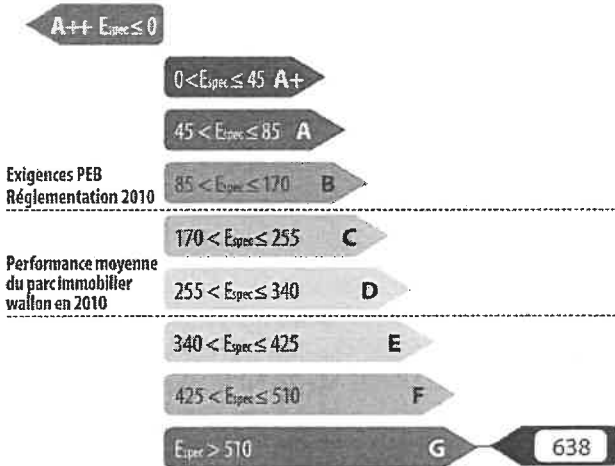 A++ Espec ≤ 0
0 < Espec ≤ 45 A+
45 < Espec ≤ 85 A
Exigences PEB
Réglementation 2010
85 < Espec ≤ 170 B
170 < Espec ≤ 255 C
Performance moyenne
du parc immobilier
wallon en 2010
255 < Espec ≤ 340 D
340 < Espec ≤ 425 E
425 < Espec ≤ 510 F
Espec > 510 G 638